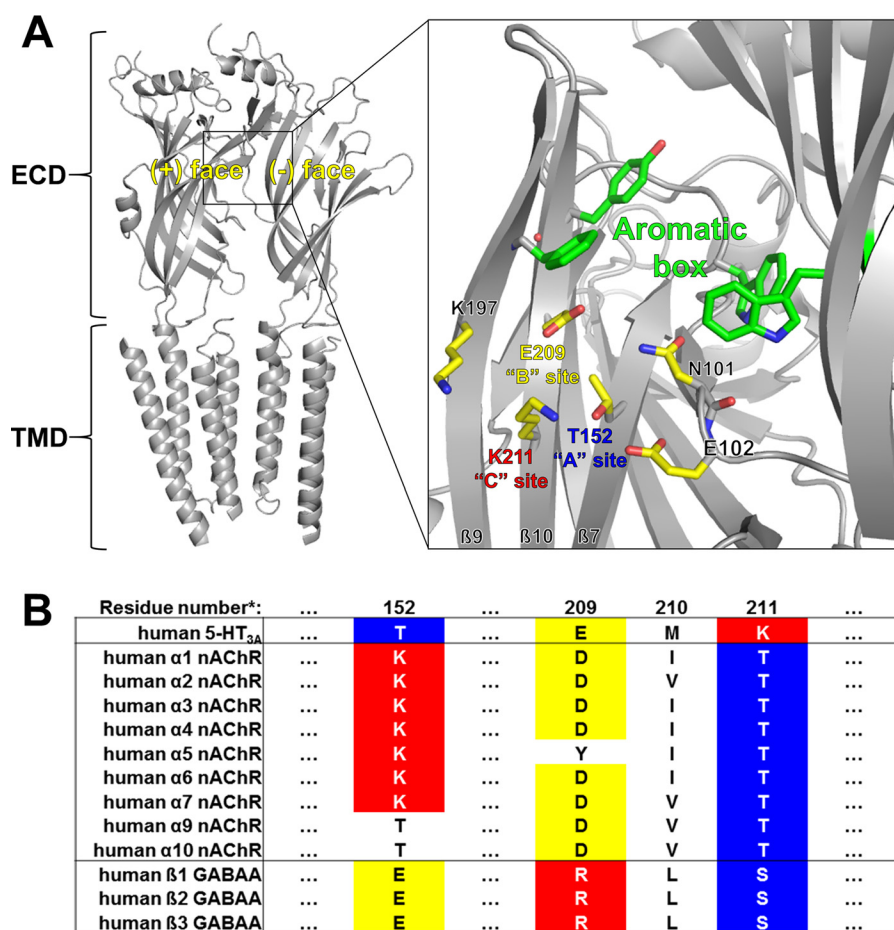 A
ECD
TMD
(+) face
(-) face
Aromatic
box
K197
E209
"B" site
N101
T152
"A" site
E102
K211
"C" site
ß9
ß10
ß7
B
Residue number*: ... 152 ... 209 210 211 ...
human 5-HT3A ... T ... E M K ...
human α1 nAChR ... K ... D I T ...
human α2 nAChR ... K ... D V T ...
human α3 nAChR ... K ... D I T ...
human α4 nAChR ... K ... D I T ...
human α5 nAChR ... K ... Y I T ...
human α6 nAChR ... K ... D I T ...
human α7 nAChR ... K ... D V T ...
human α9 nAChR ... T ... D V T ...
human α10 nAChR ... T ... D V T ...
human ß1 GABAA ... E ... R L S ...
human ß2 GABAA ... E ... R L S ...
human ß3 GABAA ... E ... R L S ...